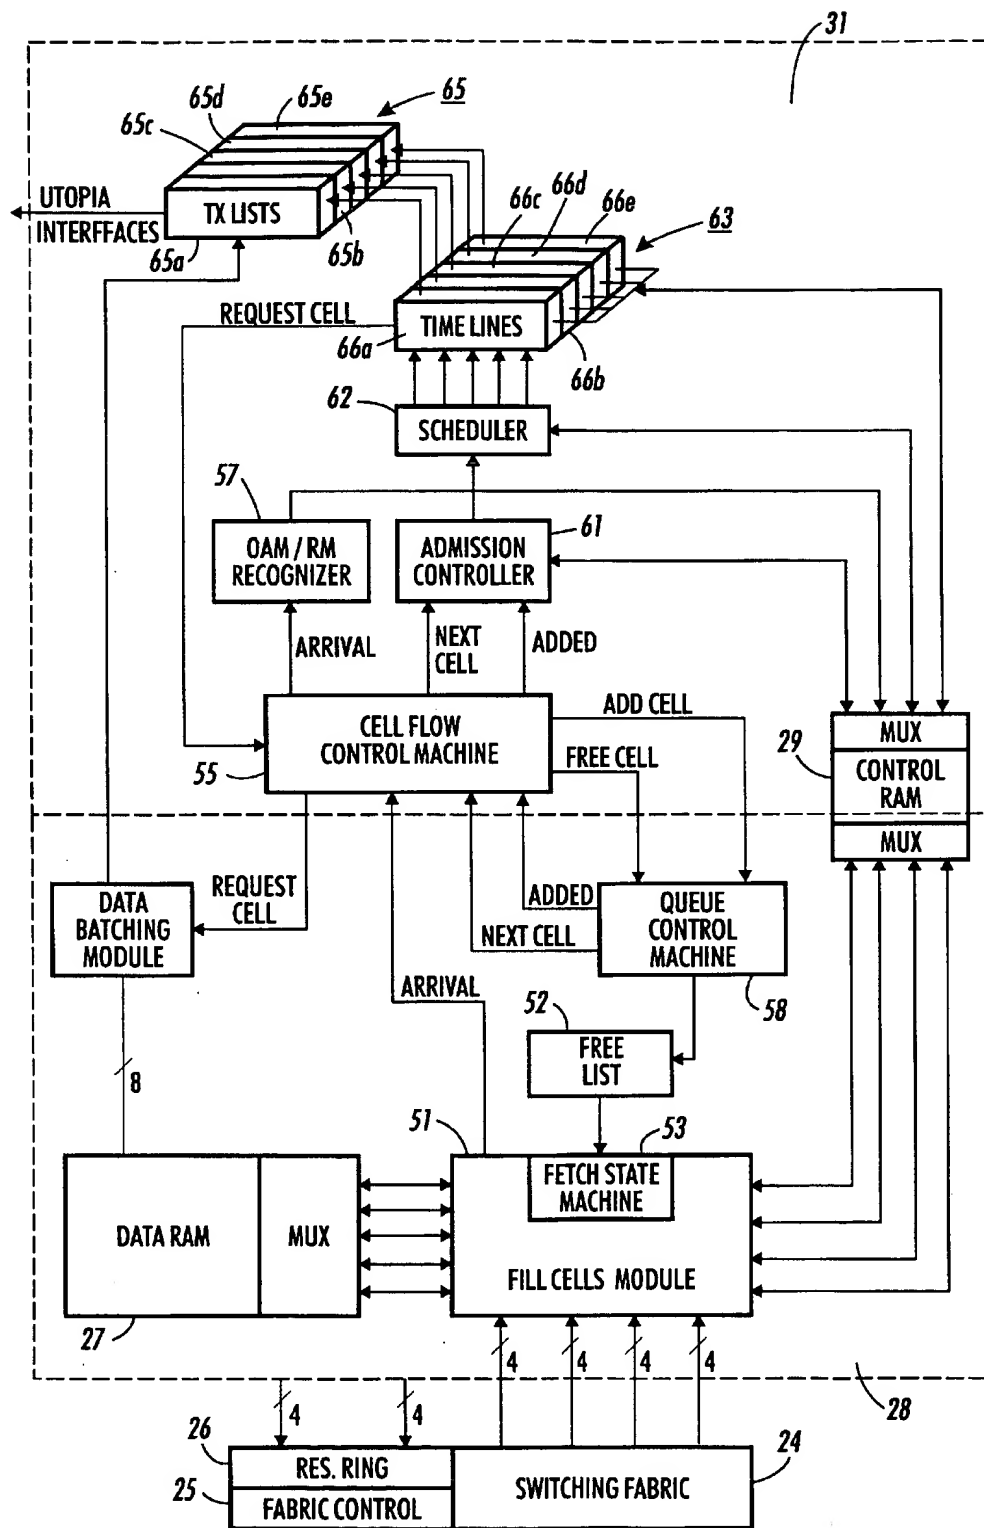 31
65e
65
65d
65c
UTOPIA
INTERFFACES
TX LISTS
65a
65b
66c
66d
66e
63
REQUEST CELL
TIME LINES
66a
66b
62
SCHEDULER
57
OAM / RM
RECOGNIZER
61
ADMISSION
CONTROLLER
ARRIVAL
NEXT
CELL
ADDED
CELL FLOW
CONTROL MACHINE
55
ADD CELL
FREE CELL
29
MUX
CONTROL
RAM
MUX
DATA
BATCHING
MODULE
REQUEST
CELL
ADDED
NEXT CELL
QUEUE
CONTROL
MACHINE
58
ARRIVAL
52
FREE
LIST
8
51
53
FETCH STATE
MACHINE
DATA RAM
MUX
FILL CELLS MODULE
27
4
4
4
4
28
4
4
26
RES. RING
25
FABRIC CONTROL
SWITCHING FABRIC
24